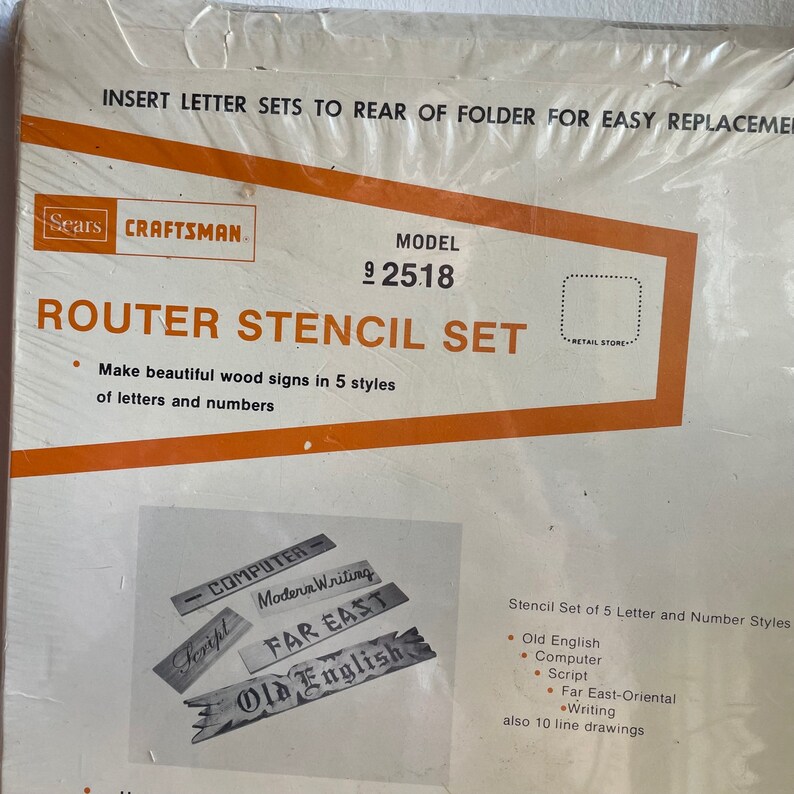 INSERT LETTER SETS TO REAR OF FOLDER FOR EASY
Sears CRAFTSMAN
MODEL
9 2518
ROUTER STENCIL SET
RETAIL STORE
• Make beautiful wood signs in 5 styles
of letters and numbers
COMPUTER
Modern Writing
FAR EAST
Script
Old English
Stencil Set of 5 Letter and Number Styles
• Old English
• Computer
• Script
• Far East-Oriental
• Writing
also 10 line drawings